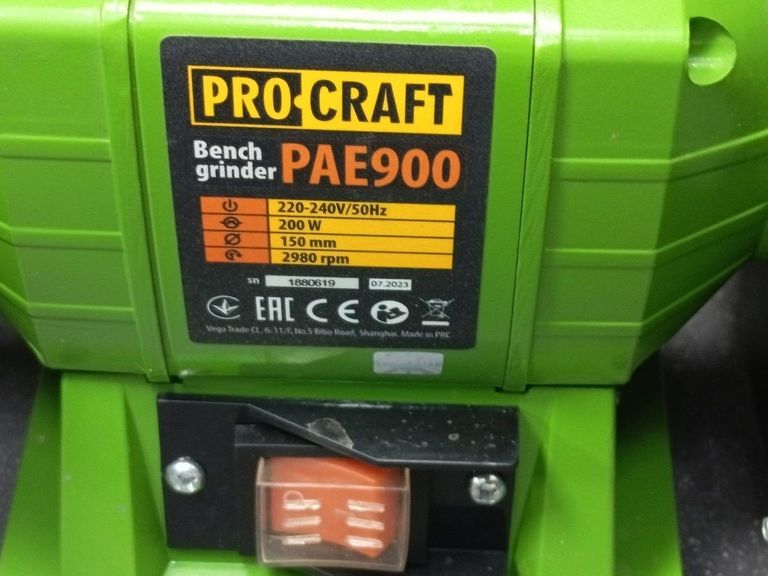 PRO·CRAFT
Bench grinder PAE900
220-240V/50Hz
200 W
150 mm
2980 rpm
sn 1880619 07.2023
EAC CE
Vega Trade CL. 6-11/F, No.5 Bibo Road, Shanghai. Made in PRC